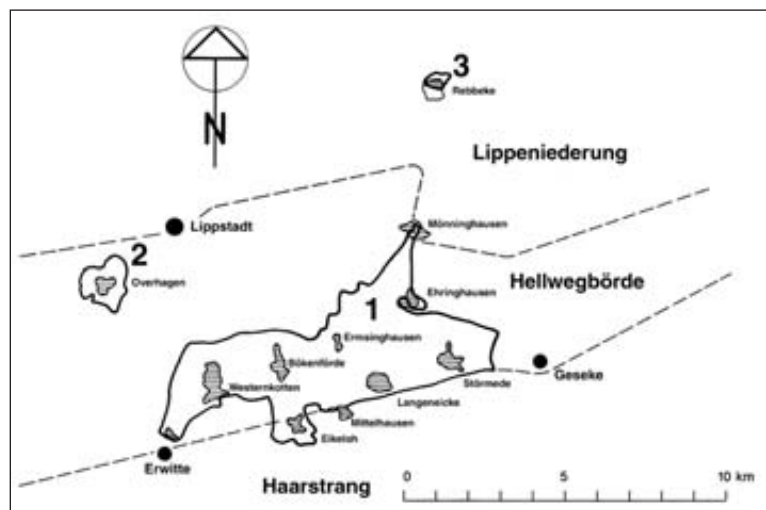 3
Rebbeke
N
Lippeniederung
Lippstadt
Mönninghausen
2
Overhagen
Hellwegbörde
Ehringhausen
1
Ermsinghausen
Bökenförde
Westernkotten
Störmede
Geseke
Langeneicke
Mittelhausen
Eikeloh
Erwitte
Haarstrang
0 5 10 km